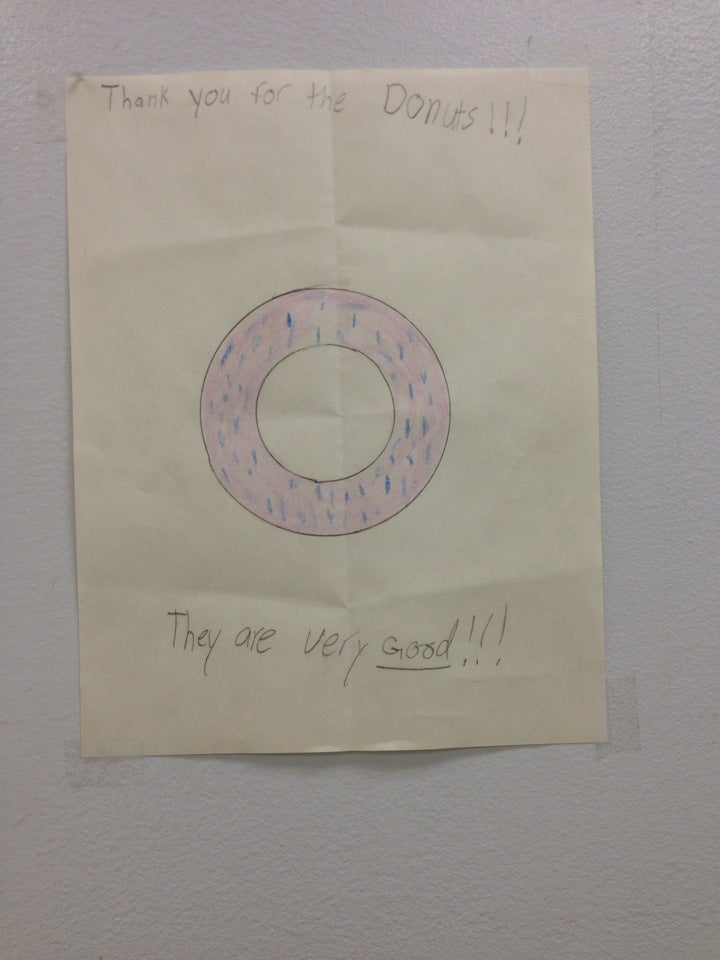 Thank you for the Donuts!!!
They are very Good!!!